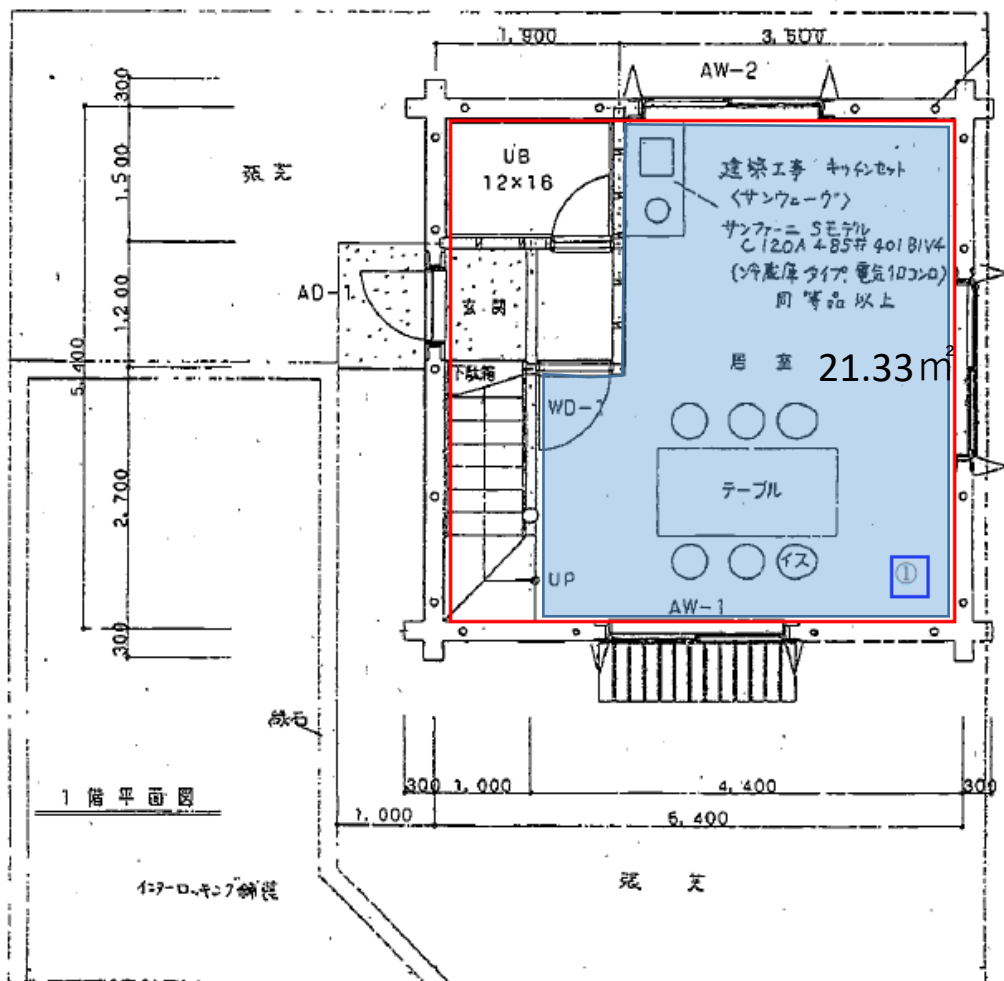 1,900
3,500
AW-2
300
1,500
1,200
5,400
2,700
300
張芝
UB
12×16
建築工事 キッチンセット
〈サンウェーヴ〉
サンファーニ Sモデル
C120A 485# 401B1V4
(冷蔵庫タイプ, 電気1口コンロ)
同等品以上
AD-1
玄関
居室
21.33㎡
下駄箱
WD-1
テーブル
イス
①
UP
AW-1
縁石
300
1,000
4,400
300
1,000
5,400
1階平面図
インターロッキング舗装
張芝